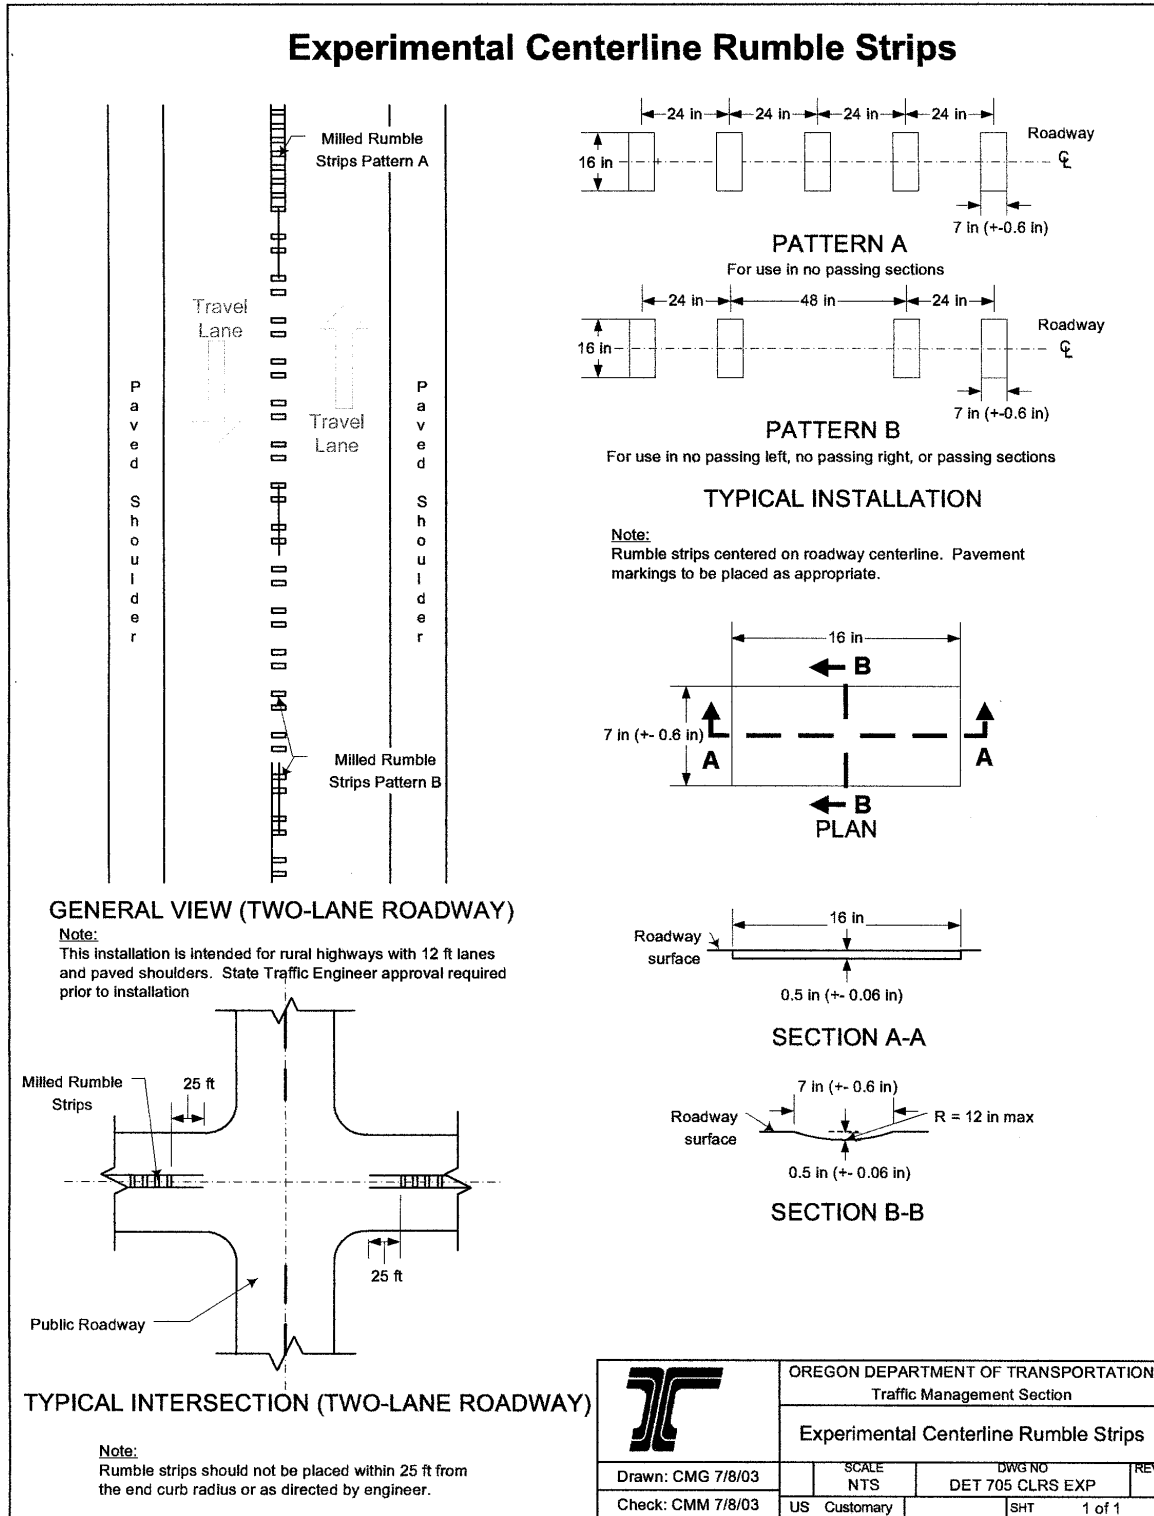 Experimental Centerline Rumble Strips
Milled Rumble
Strips Pattern A
Travel
Lane
Travel
Lane
Paved Shoulder
Paved Shoulder
Milled Rumble
Strips Pattern B
GENERAL VIEW (TWO-LANE ROADWAY)
Note:
This installation is intended for rural highways with 12 ft lanes
and paved shoulders. State Traffic Engineer approval required
prior to installation
Milled Rumble
Strips
25 ft
25 ft
Public Roadway
TYPICAL INTERSECTION (TWO-LANE ROADWAY)
Note:
Rumble strips should not be placed within 25 ft from
the end curb radius or as directed by engineer.
24 in 24 in 24 in 24 in
16 in
Roadway
℄
7 in (+-0.6 in)
PATTERN A
For use in no passing sections
24 in 48 in 24 in
16 in
Roadway
℄
7 in (+-0.6 in)
PATTERN B
For use in no passing left, no passing right, or passing sections
TYPICAL INSTALLATION
Note:
Rumble strips centered on roadway centerline. Pavement
markings to be placed as appropriate.
16 in
B
7 in (+- 0.6 in)
A A
B
PLAN
16 in
Roadway
surface
0.5 in (+- 0.06 in)
SECTION A-A
7 in (+- 0.6 in)
Roadway
surface
R = 12 in max
0.5 in (+- 0.06 in)
SECTION B-B
OREGON DEPARTMENT OF TRANSPORTATION
Traffic Management Section
Experimental Centerline Rumble Strips
Drawn: CMG 7/8/03
SCALE
NTS
DWG NO
DET 705 CLRS EXP
REV
Check: CMM 7/8/03
US Customary
SHT 1 of 1